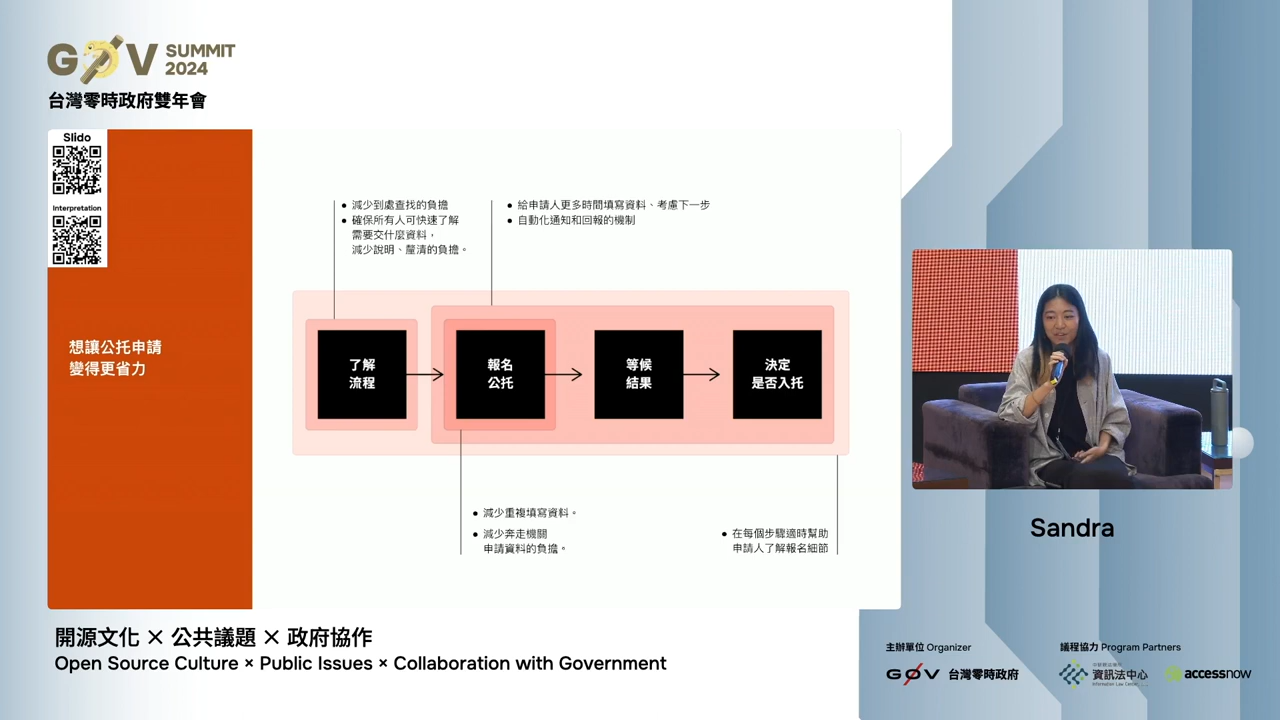 G0V SUMMIT 2024
台灣零時政府雙年會
Slido
Interpretation
想讓公托申請
變得更省力
減少到處查找的負擔
確保所有人可快速了解
需要交什麼資料，
減少說明、釐清的負擔。
給申請人更多時間填寫資料、考慮下一步
自動化通知和回報的機制
了解
流程
報名
公托
等候
結果
決定
是否入托
減少重複填寫資料。
減少奔走機關
申請資料的負擔。
在每個步驟適時幫助
申請人了解報名細節
Sandra
開源文化 × 公共議題 × 政府協作
Open Source Culture × Public Issues × Collaboration with Government
主辦單位 Organizer
G0V 台灣零時政府
議程協力 Program Partners
資訊法中心
Information Law Center
accessnow